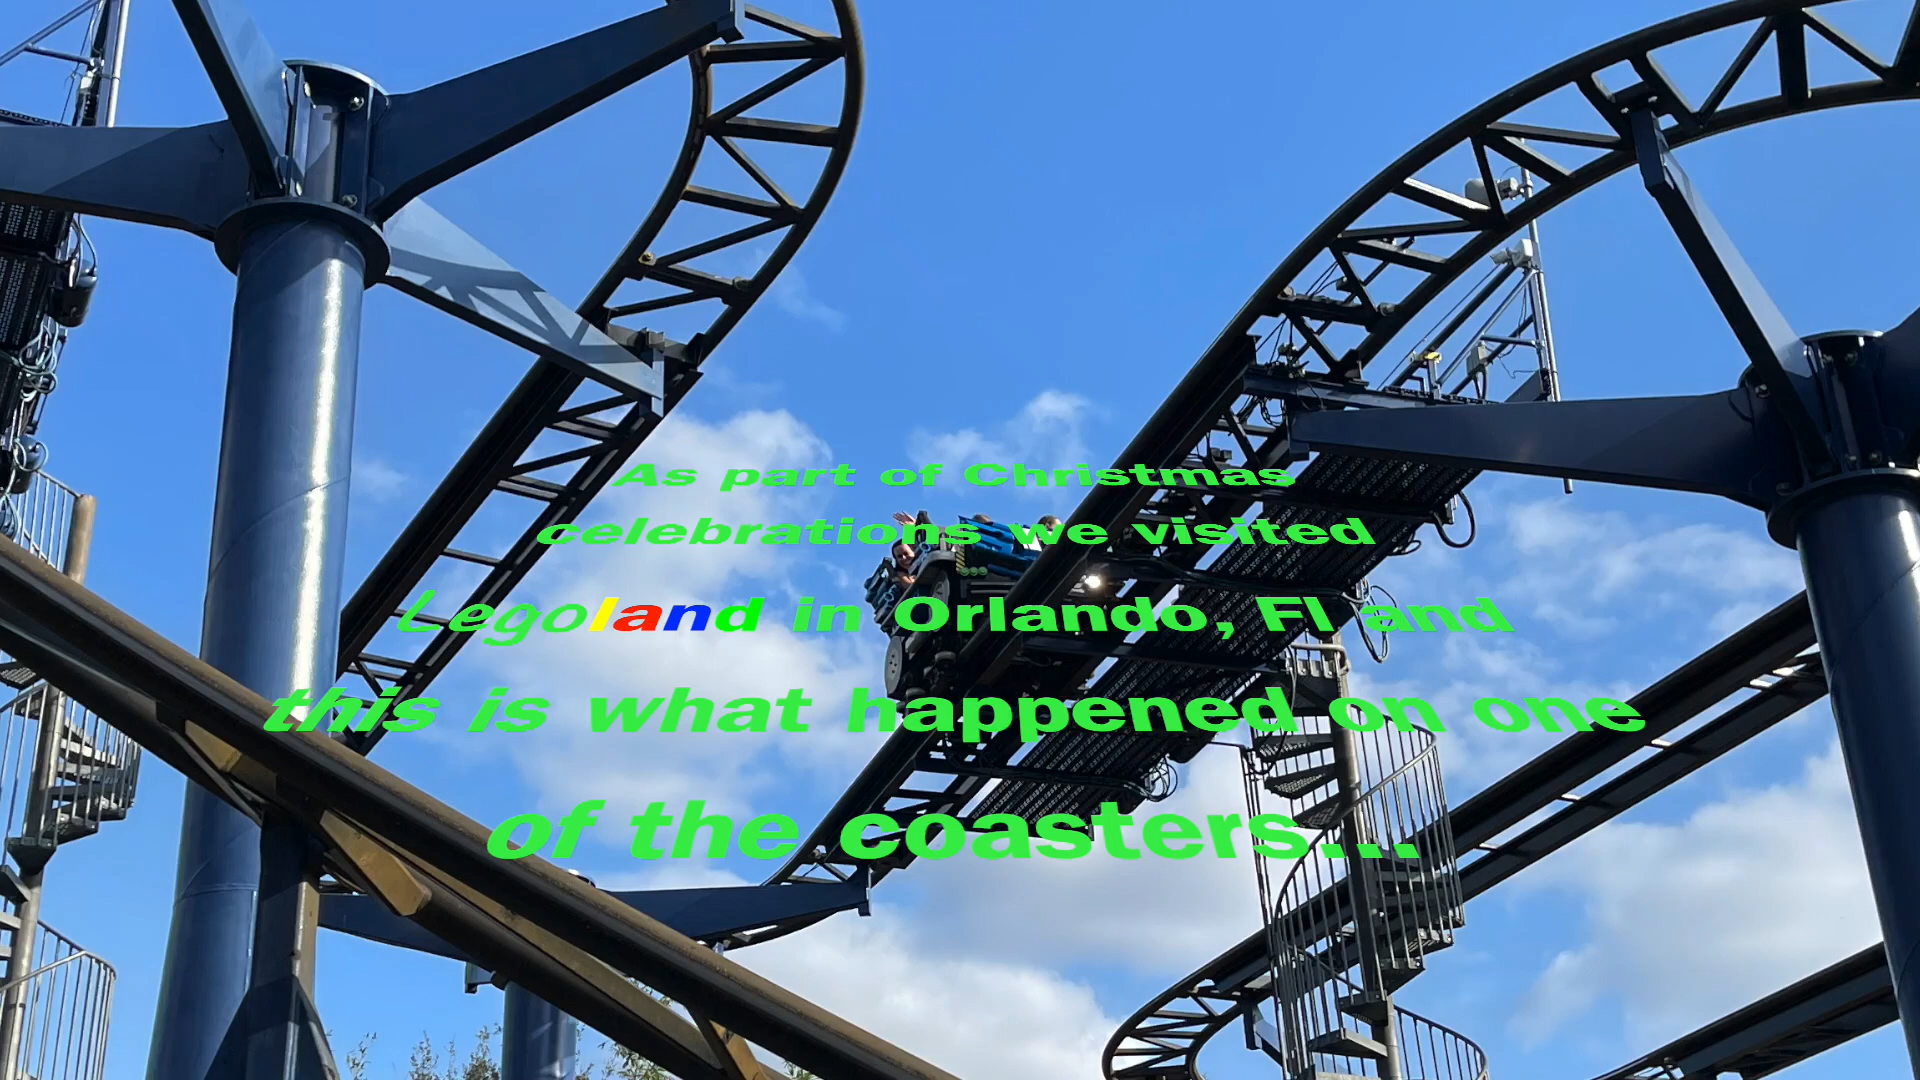 As part of Christmas
celebrations we visited
Legoland in Orlando, Fl and
this is what happened on one
of the coasters...